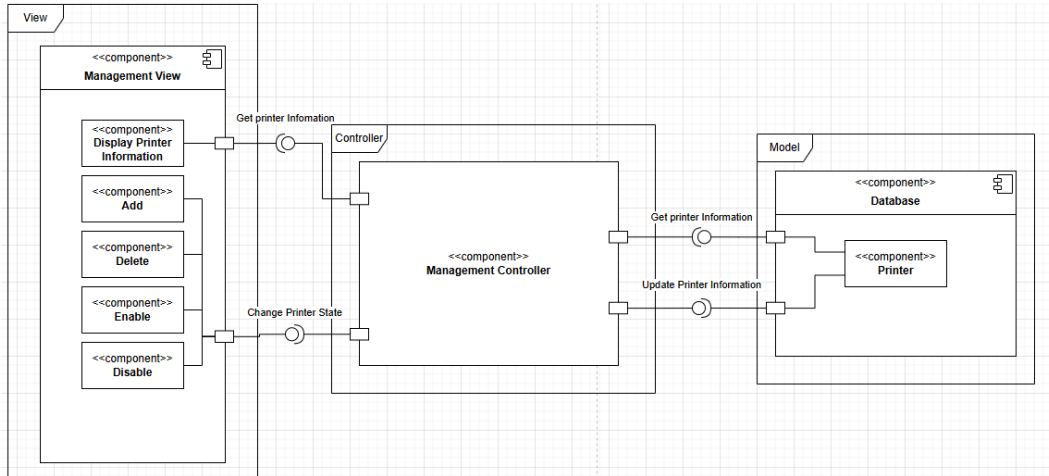 View
<<component>>
Management View
<<component>>
Display Printer
Information
<<component>>
Add
<<component>>
Delete
<<component>>
Enable
<<component>>
Disable
Get printer Infomation
Change Printer State
Controller
<<component>>
Management Controller
Get printer Information
Update Printer Information
Model
<<component>>
Database
<<component>>
Printer